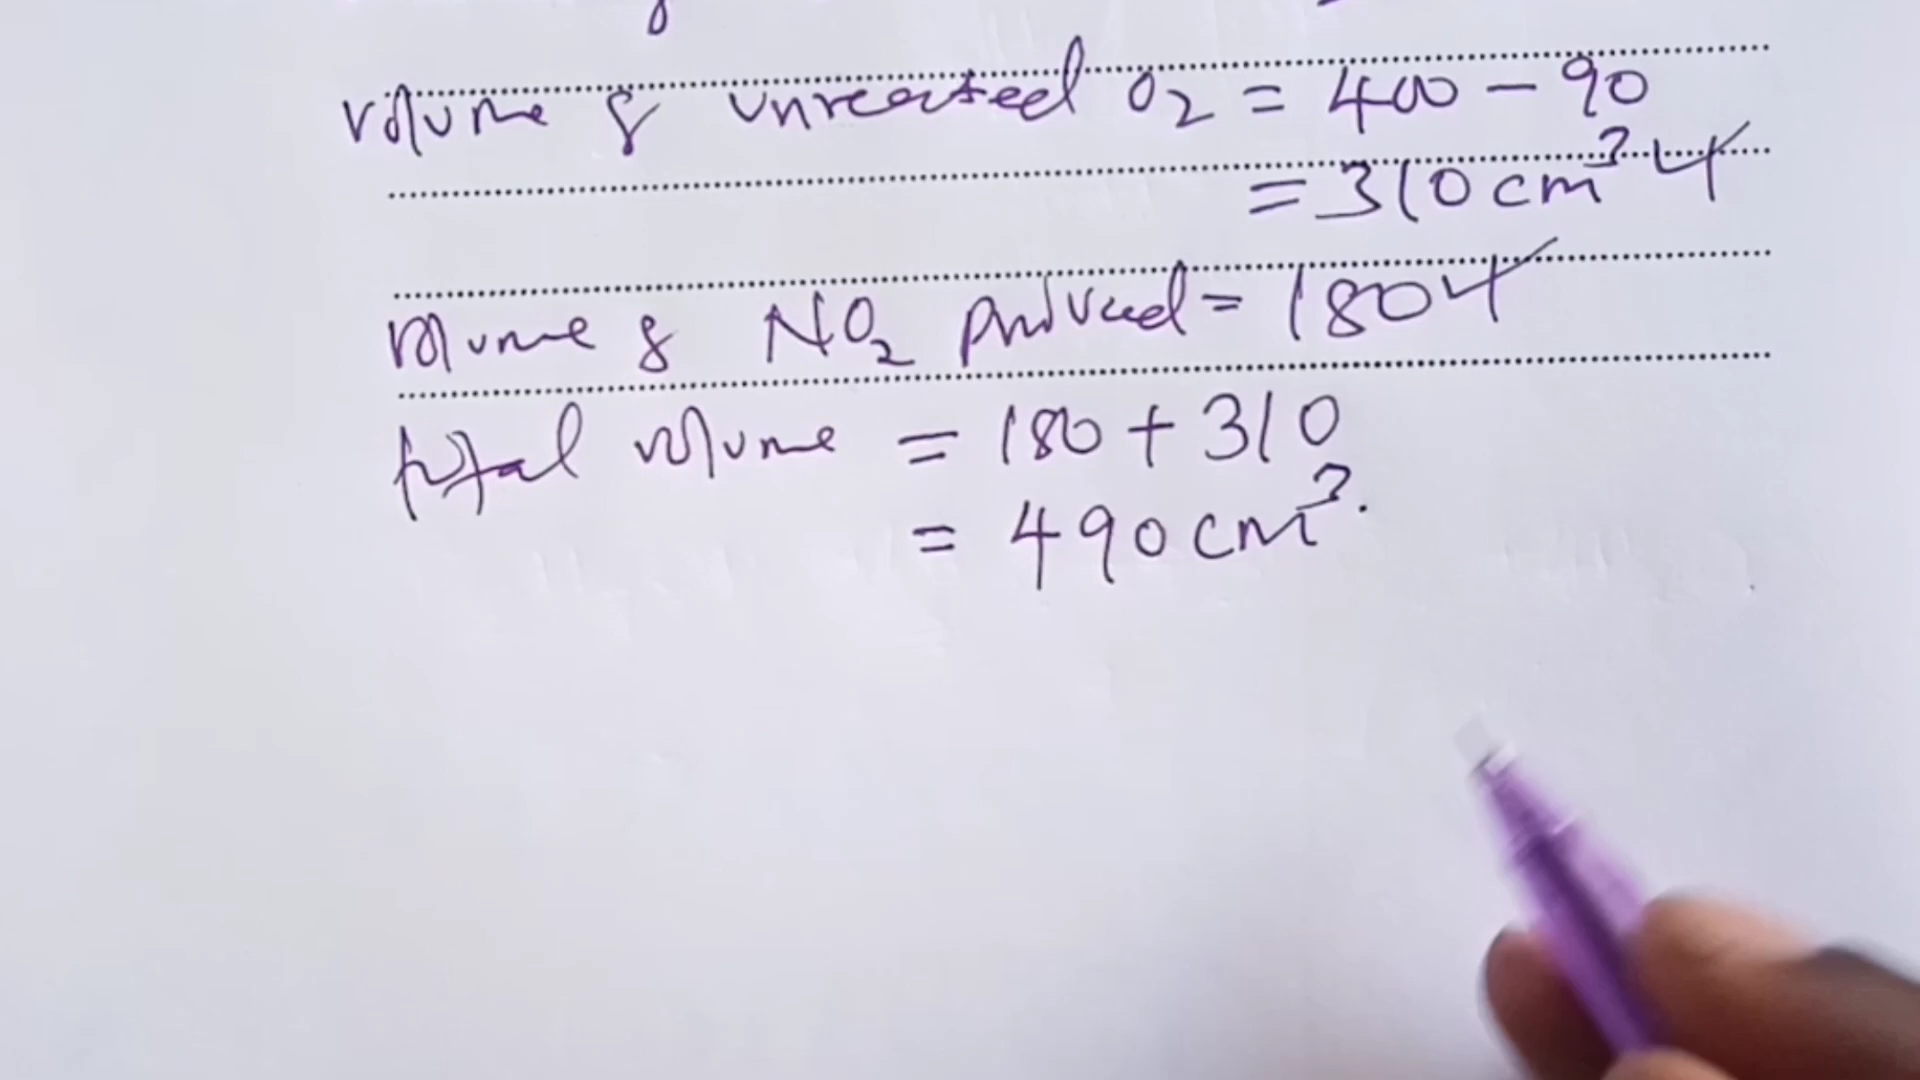 volume of unreacted O2 = 400 - 90
= 310 cm³ ✓
volume of NO2 produced = 180 ✓
total volume = 180 + 310
= 490 cm³.